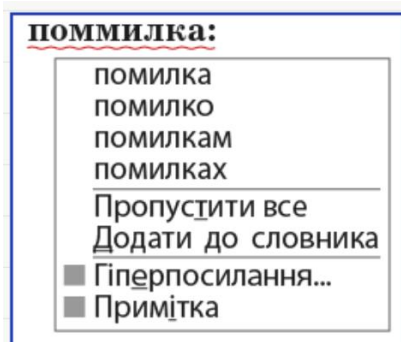 поммилка:
помилка
помилко
помилкам
помилках
Пропустити все
Додати до словника
Гіперпосилання...
Примітка